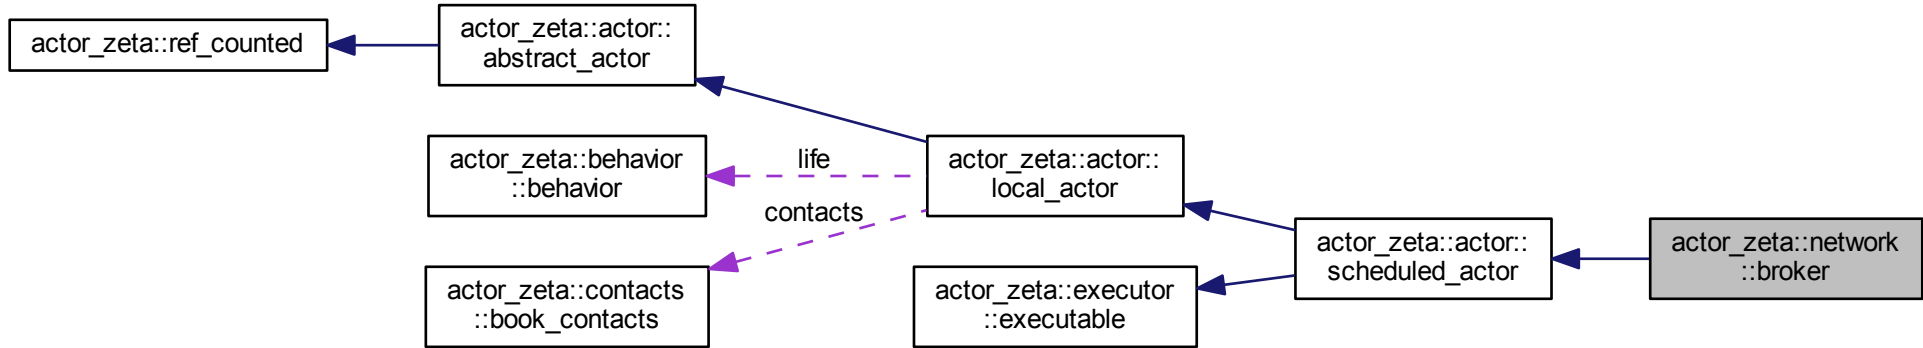 actor_zeta::ref_counted
actor_zeta::actor::
abstract_actor
actor_zeta::behavior
::behavior
life
contacts
actor_zeta::contacts
::book_contacts
actor_zeta::actor::
local_actor
actor_zeta::executor
::executable
actor_zeta::actor::
scheduled_actor
actor_zeta::network
::broker